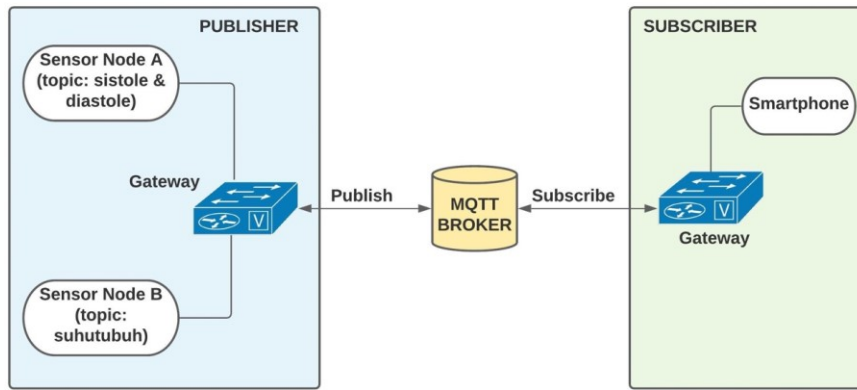 PUBLISHER
Sensor Node A
(topic: sistole &
diastole)
Gateway
V
Sensor Node B
(topic:
suhutubuh)
Publish
MQTT
BROKER
Subscribe
SUBSCRIBER
Smartphone
V
Gateway